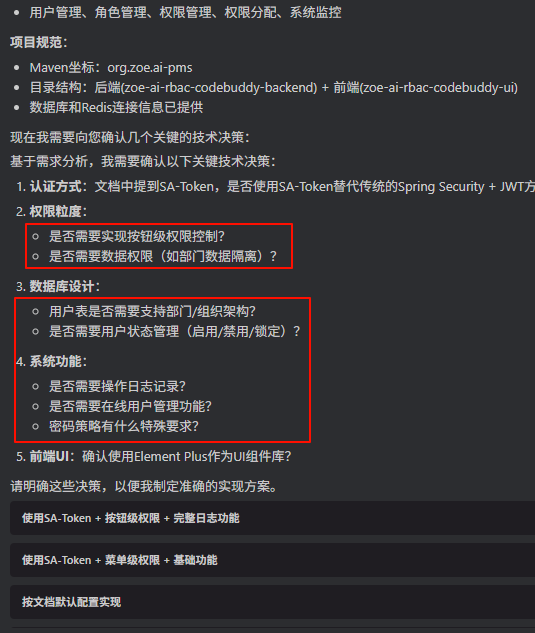 用户管理、角色管理、权限管理、权限分配、系统监控
项目规范：
Maven坐标：org.zoe.ai-pms
目录结构：后端(zoe-ai-rbac-codebuddy-backend) + 前端(zoe-ai-rbac-codebuddy-ui)
数据库和Redis连接信息已提供
现在我需要向您确认几个关键的技术决策：
基于需求分析，我需要确认以下关键技术决策：
1. 认证方式：文档中提到SA-Token，是否使用SA-Token替代传统的Spring Security + JWT方
2. 权限粒度：
是否需要实现按钮级权限控制？
是否需要数据权限（如部门数据隔离）？
3. 数据库设计：
用户表是否需要支持部门/组织架构？
是否需要用户状态管理（启用/禁用/锁定）？
4. 系统功能：
是否需要操作日志记录？
是否需要在线用户管理功能？
密码策略有什么特殊要求？
5. 前端UI：确认使用Element Plus作为UI组件库？
请明确这些决策，以便我制定准确的实现方案。
使用SA-Token + 按钮级权限 + 完整日志功能
使用SA-Token + 菜单级权限 + 基础功能
按文档默认配置实现